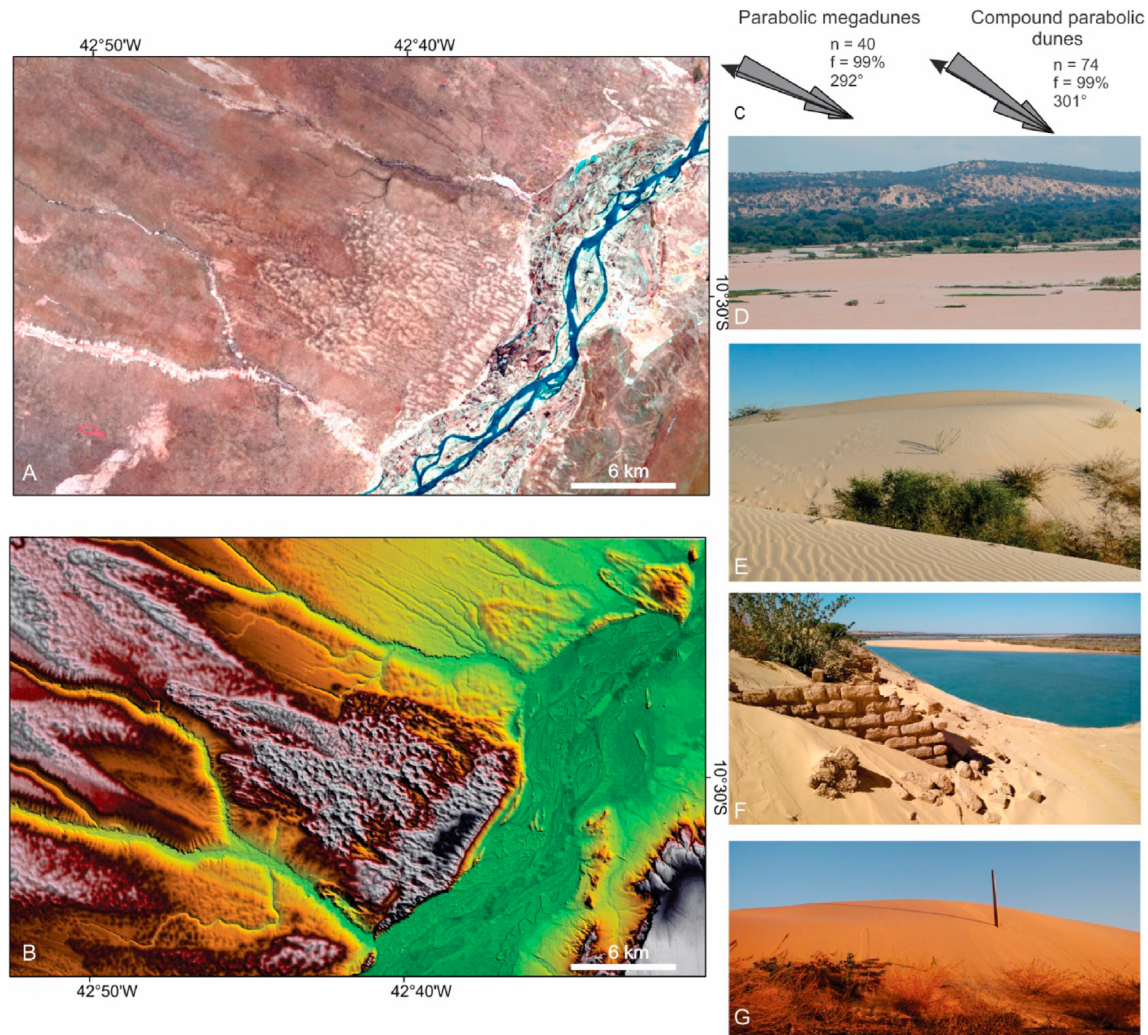 Parabolic megadunes
n = 40
f = 99%
292°
Compound parabolic
dunes
n = 74
f = 99%
301°
C
42°50'W
42°40'W
10°30'S
A
6 km
D
E
10°30'S
B
6 km
42°50'W
42°40'W
F
G